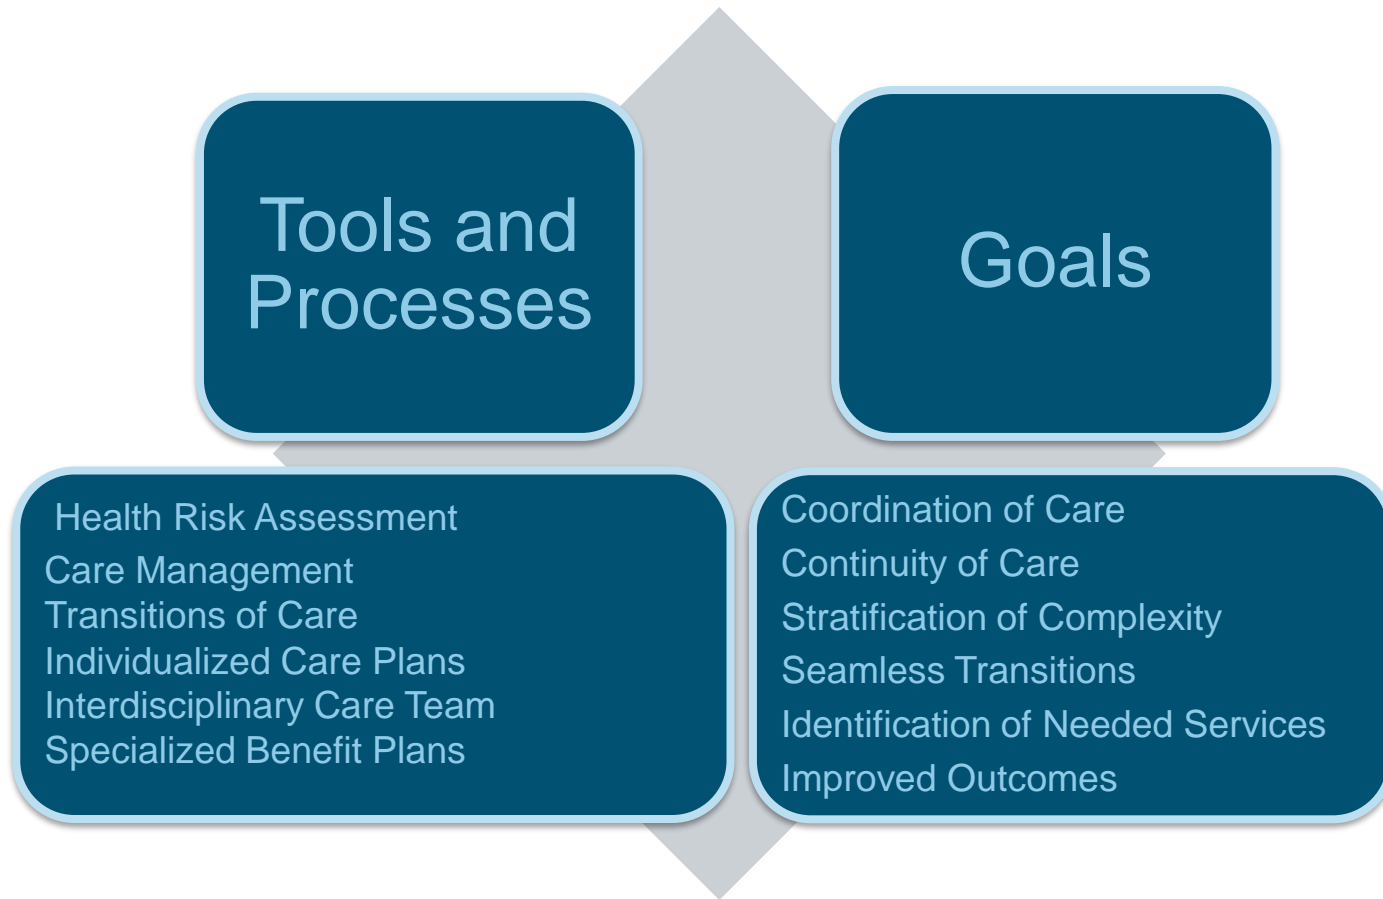 Tools and
Processes
Goals
Health Risk Assessment
Care Management
Transitions of Care
Individualized Care Plans
Interdisciplinary Care Team
Specialized Benefit Plans
Coordination of Care
Continuity of Care
Stratification of Complexity
Seamless Transitions
Identification of Needed Services
Improved Outcomes